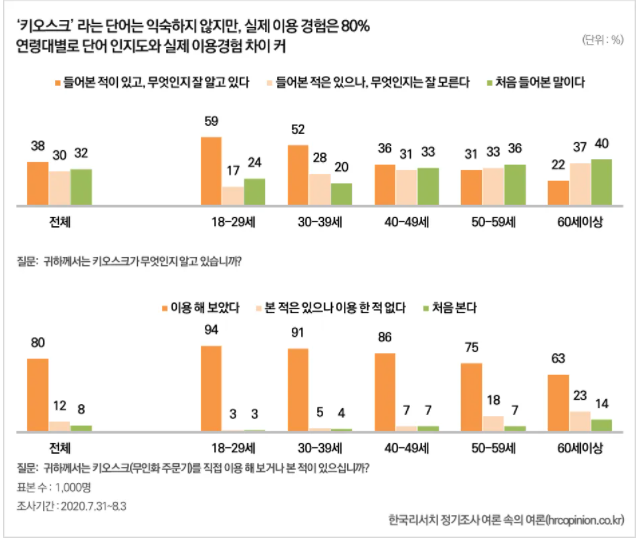 ‘키오스크’ 라는 단어는 익숙하지 않지만, 실제 이용 경험은 80%
연령대별로 단어 인지도와 실제 이용경험 차이 커
(단위 : %)
들어본 적이 있고, 무엇인지 잘 알고 있다 들어본 적은 있으나, 무엇인지는 잘 모른다 처음 들어본 말이다
38 30 32 59 17 24 52 28 20 36 31 33 31 33 36 22 37 40
전체 18-29세 30-39세 40-49세 50-59세 60세이상
질문: 귀하께서는 키오스크가 무엇인지 알고 있습니까?
이용 해 보았다 본 적은 있으나 이용 한 적 없다 처음 본다
80 12 8 94 3 3 91 5 4 86 7 7 75 18 7 63 23 14
전체 18-29세 30-39세 40-49세 50-59세 60세이상
질문: 귀하께서는 키오스크(무인화 주문기)를 직접 이용 해 보거나 본 적이 있으십니까?
표본 수 : 1,000명
조사기간 : 2020.7.31~8.3
한국리서치 정기조사 여론 속의 여론(hrcopinion.co.kr)